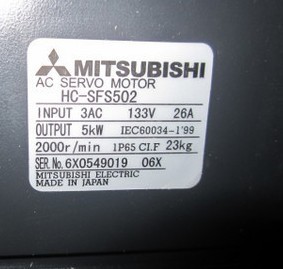 MITSUBISHI
AC SERVO MOTOR
HC-SFS502
INPUT 3AC 133V 26A
OUTPUT 5kW IEC60034-1'99
2000r/min IP65 CI.F 23kg
SER.No.6X0549019 06X
MITSUBISHI ELECTRIC
MADE IN JAPAN